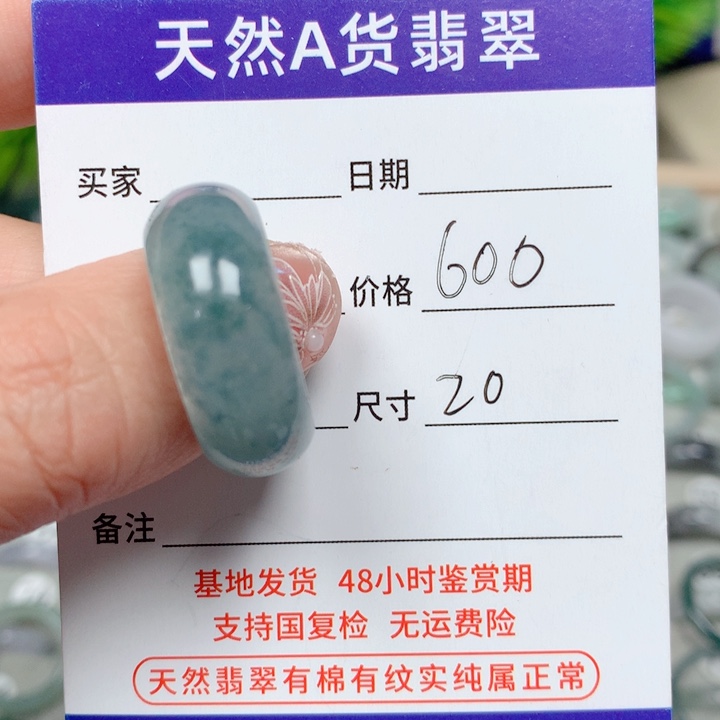 天然A货翡翠
买家 日期
价格 600
尺寸 20
备注
基地发货 48小时鉴赏期
支持国复检 无运费险
天然翡翠有棉有纹实纯属正常